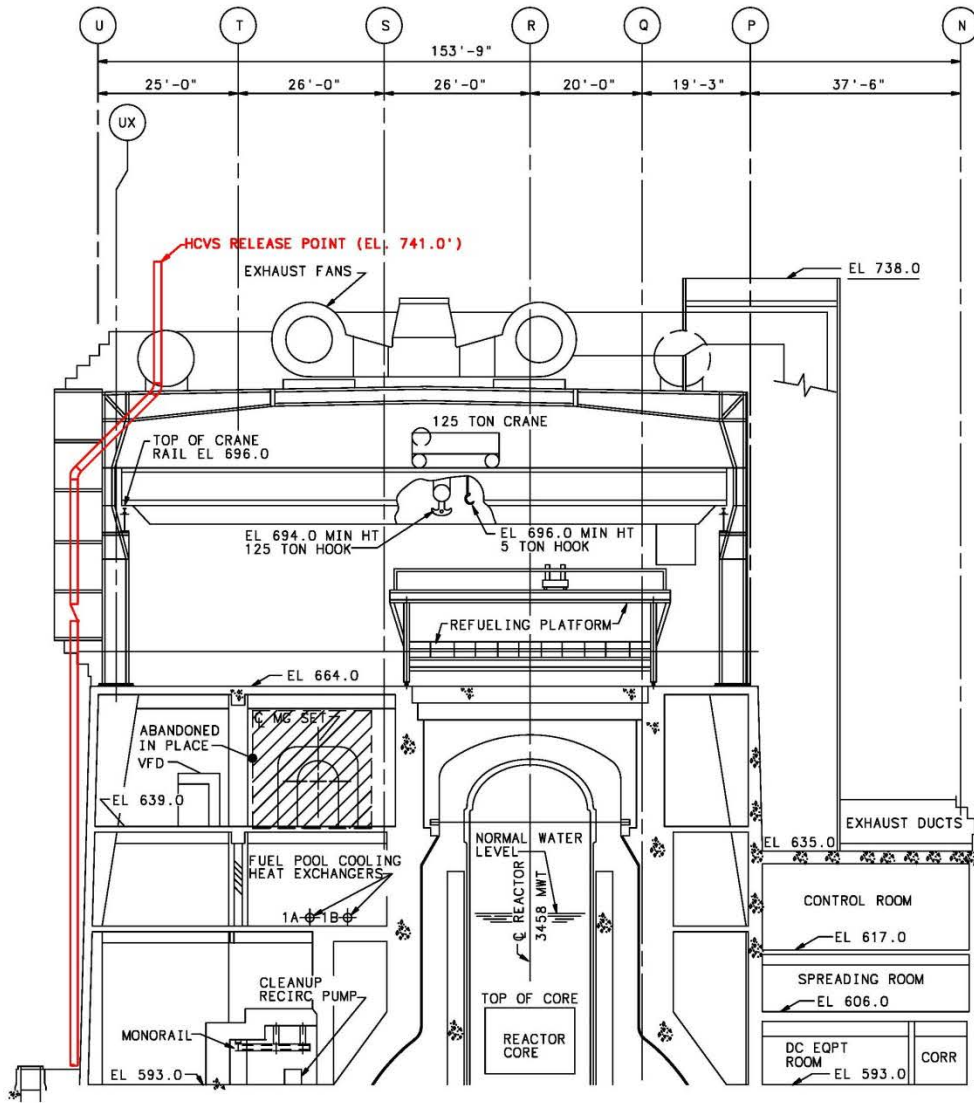 U T S R Q P N
153'-9"
25'-0" 26'-0" 26'-0" 20'-0" 19'-3" 37'-6"
UX
HCVS RELEASE POINT (EL. 741.0')
EXHAUST FANS
EL 738.0
125 TON CRANE
TOP OF CRANE
RAIL EL 696.0
EL 694.0 MIN HT
125 TON HOOK
EL 696.0 MIN HT
5 TON HOOK
REFUELING PLATFORM
EL 664.0
℄ MG SET
ABANDONED
IN PLACE
VFD
EL 639.0
EXHAUST DUCTS
NORMAL WATER
LEVEL
EL 635.0
FUEL POOL COOLING
HEAT EXCHANGERS
℄ REACTOR
3458 MWT
CONTROL ROOM
1A 1B
EL 617.0
CLEANUP
RECIRC PUMP
SPREADING ROOM
TOP OF CORE
EL 606.0
MONORAIL
REACTOR
CORE
DC EQPT
ROOM
CORR
EL 593.0
EL 593.0